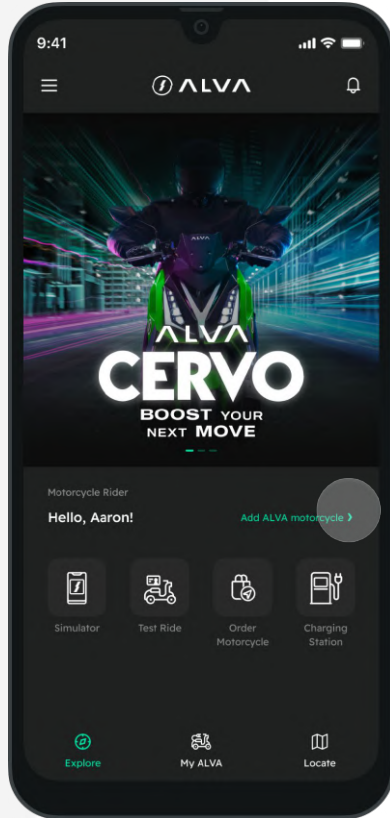 9:41
ALVA
ALVA
ALVA
CERVO
BOOST YOUR
NEXT MOVE
Motorcycle Rider
Hello, Aaron!
Add ALVA motorcycle ›
Simulator
Test Ride
Order
Motorcycle
Charging
Station
Explore
My ALVA
Locate